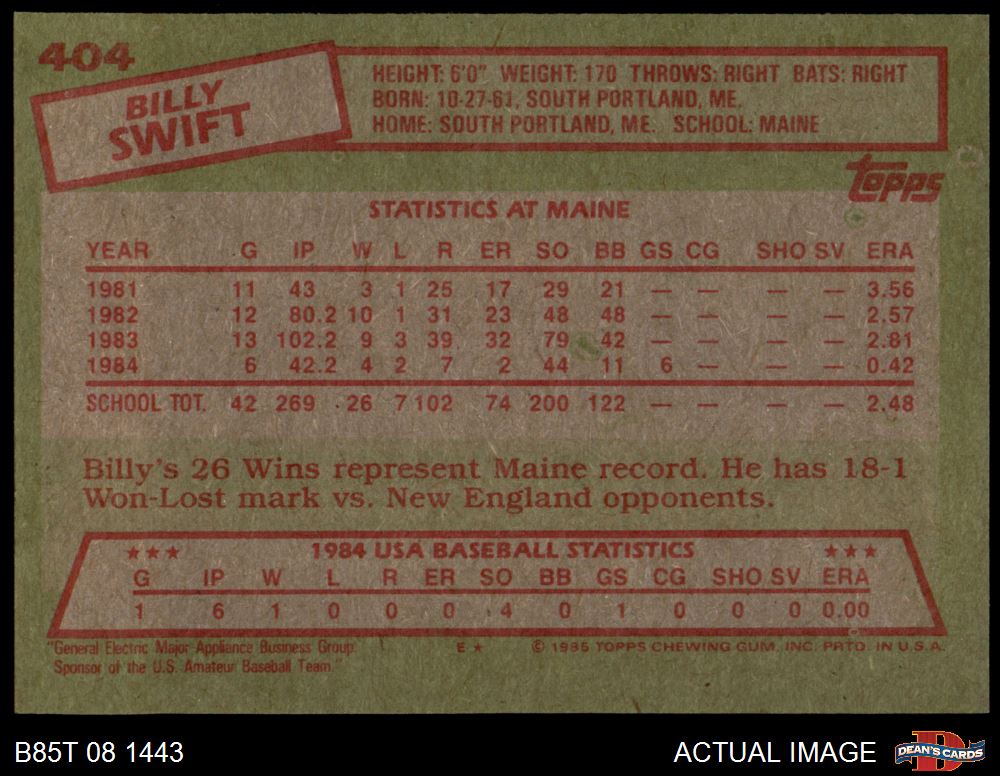 404
BILLY
SWIFT
HEIGHT: 6'0" WEIGHT: 170 THROWS: RIGHT BATS: RIGHT
BORN: 10-27-61, SOUTH PORTLAND, ME.
HOME: SOUTH PORTLAND, ME. SCHOOL: MAINE
topps
STATISTICS AT MAINE
YEAR G IP W L R ER SO BB GS CG SHO SV ERA
1981 11 43 3 1 25 17 29 21 — — — — 3.56
1982 12 80.2 10 1 31 23 48 48 — — — — 2.57
1983 13 102.2 9 3 39 32 79 42 — — — — 2.81
1984 6 42.2 4 2 7 2 44 11 6 — — — 0.42
SCHOOL TOT. 42 269 26 7 102 74 200 122 — — — — 2.48
Billy's 26 Wins represent Maine record. He has 18-1
Won-Lost mark vs. New England opponents.
★★★ 1984 USA BASEBALL STATISTICS ★★★
G IP W L R ER SO BB GS CG SHO SV ERA
1 6 1 0 0 0 4 0 1 0 0 0 0.00
"General Electric Major Appliance Business Group:
Sponsor of the U.S. Amateur Baseball Team."
E ★ © 1985 TOPPS CHEWING GUM, INC. PRTD. IN U.S.A.
B85T 08 1443
ACTUAL IMAGE
DEAN'S CARDS